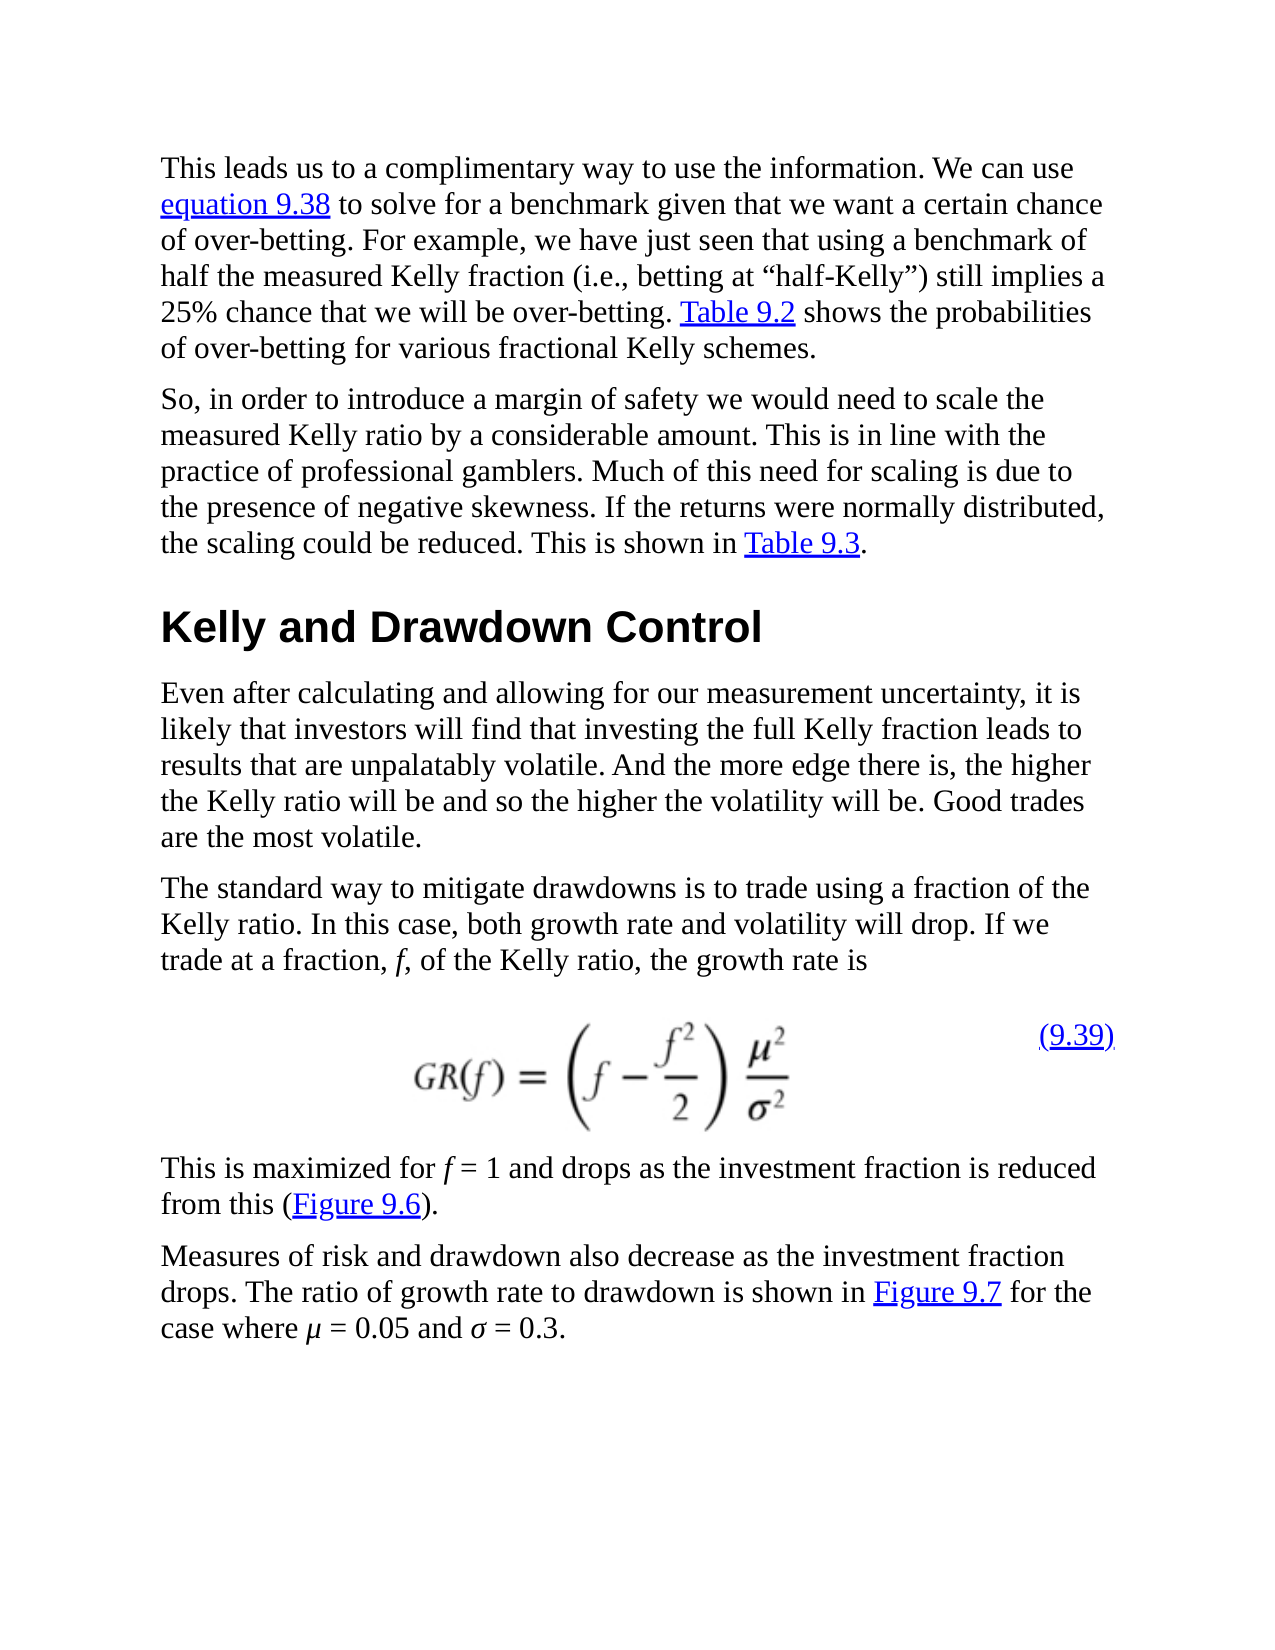 This leads us to a complimentary way to use the information. We can use
equation 9.38 to solve for a benchmark given that we want a certain chance
of over-betting. For example, we have just seen that using a benchmark of
half the measured Kelly fraction (i.e., betting at “half-Kelly”) still implies a
25% chance that we will be over-betting. Table 9.2 shows the probabilities
of over-betting for various fractional Kelly schemes.
So, in order to introduce a margin of safety we would need to scale the
measured Kelly ratio by a considerable amount. This is in line with the
practice of professional gamblers. Much of this need for scaling is due to
the presence of negative skewness. If the returns were normally distributed,
the scaling could be reduced. This is shown in Table 9.3.
Kelly and Drawdown Control
Even after calculating and allowing for our measurement uncertainty, it is
likely that investors will find that investing the full Kelly fraction leads to
results that are unpalatably volatile. And the more edge there is, the higher
the Kelly ratio will be and so the higher the volatility will be. Good trades
are the most volatile.
The standard way to mitigate drawdowns is to trade using a fraction of the
Kelly ratio. In this case, both growth rate and volatility will drop. If we
trade at a fraction, f, of the Kelly ratio, the growth rate is
GR(f) = (f − f²/2) μ²/σ² (9.39)
This is maximized for f = 1 and drops as the investment fraction is reduced
from this (Figure 9.6).
Measures of risk and drawdown also decrease as the investment fraction
drops. The ratio of growth rate to drawdown is shown in Figure 9.7 for the
case where μ = 0.05 and σ = 0.3.